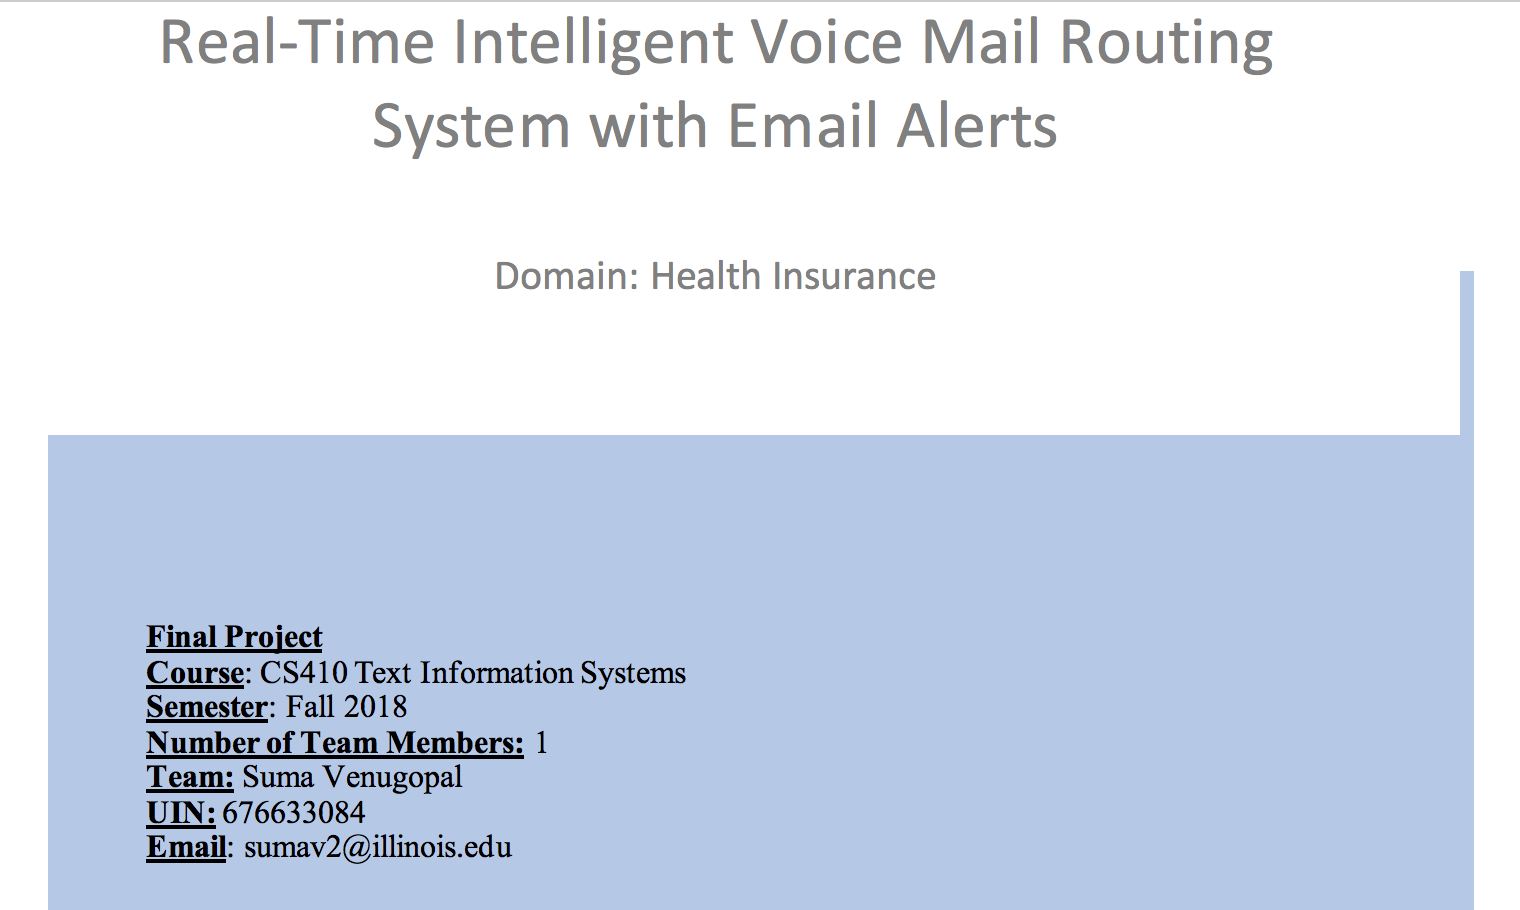 Real-Time Intelligent Voice Mail Routing
System with Email Alerts
Domain: Health Insurance
Final Project
Course: CS410 Text Information Systems
Semester: Fall 2018
Number of Team Members: 1
Team: Suma Venugopal
UIN: 676633084
Email: sumav2@illinois.edu